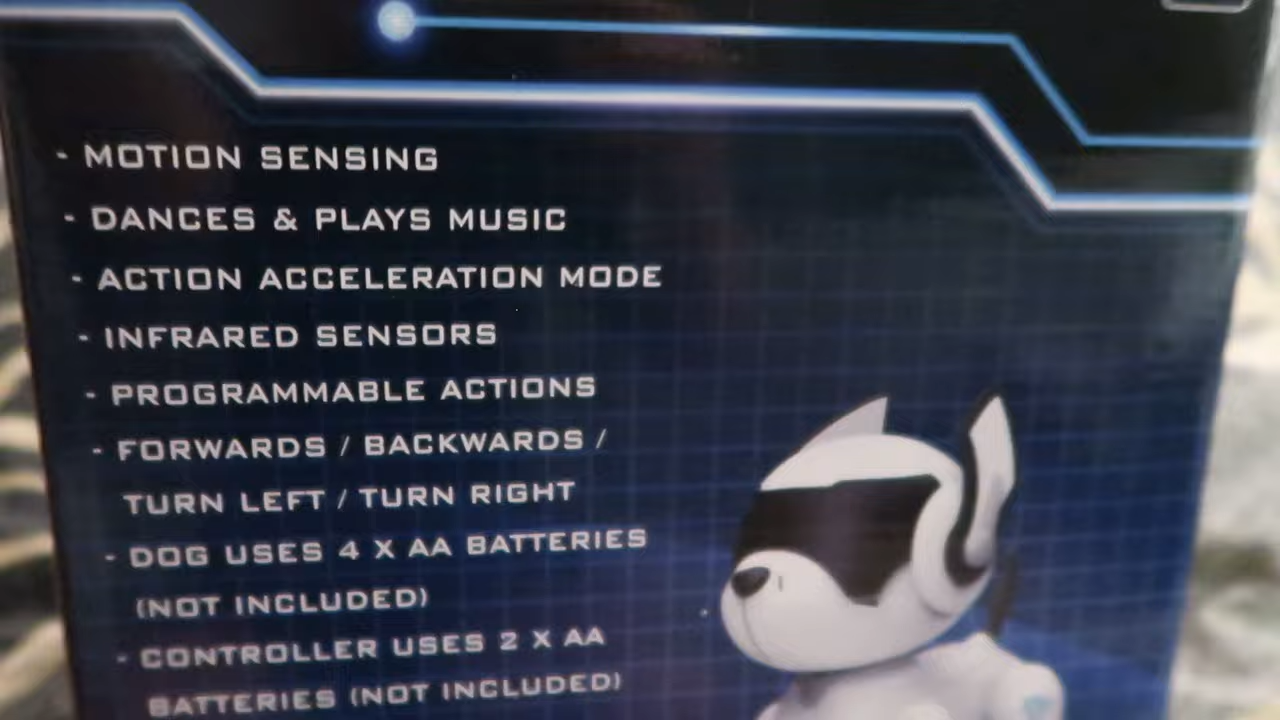 - MOTION SENSING
- DANCES & PLAYS MUSIC
- ACTION ACCELERATION MODE
- INFRARED SENSORS
- PROGRAMMABLE ACTIONS
- FORWARDS / BACKWARDS /
TURN LEFT / TURN RIGHT
- DOG USES 4 X AA BATTERIES
(NOT INCLUDED)
- CONTROLLER USES 2 X AA
BATTERIES (NOT INCLUDED)